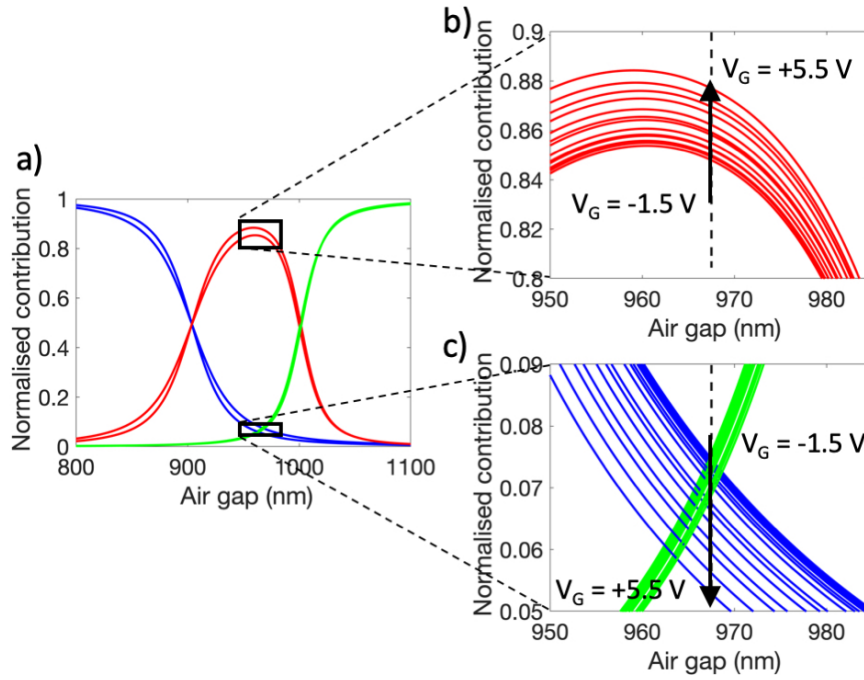 a)
Normalised contribution
1
0.8
0.6
0.4
0.2
0
800 900 1000 1100
Air gap (nm)
b)
Normalised contribution
0.9
0.88
0.86
0.84
0.82
0.8
V_G = +5.5 V
V_G = -1.5 V
950 960 970 980
Air gap (nm)
c)
Normalised contribution
0.09
0.08
0.07
0.06
0.05
V_G = -1.5 V
V_G = +5.5 V
950 960 970 980
Air gap (nm)